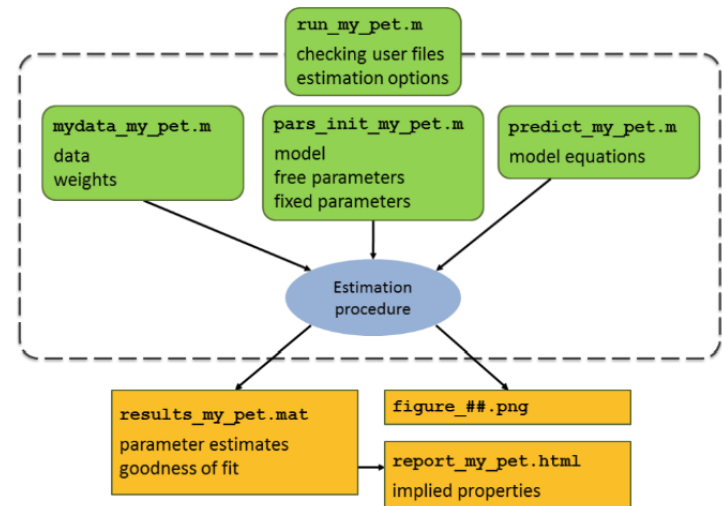 run_my_pet.m
checking user files
estimation options
mydata_my_pet.m
data
weights
pars_init_my_pet.m
model
free parameters
fixed parameters
predict_my_pet.m
model equations
Estimation
procedure
results_my_pet.mat
parameter estimates
goodness of fit
figure_##.png
report_my_pet.html
implied properties